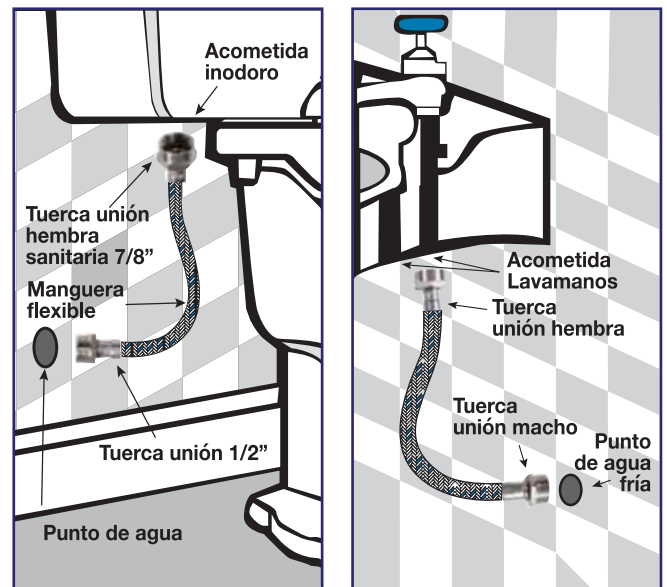 Acometida
inodoro
Tuerca unión
hembra
sanitaria 7/8”
Manguera
flexible
Tuerca unión 1/2”
Punto de agua
Acometida
Lavamanos
Tuerca
unión hembra
Tuerca
unión macho
Punto
de agua
fría